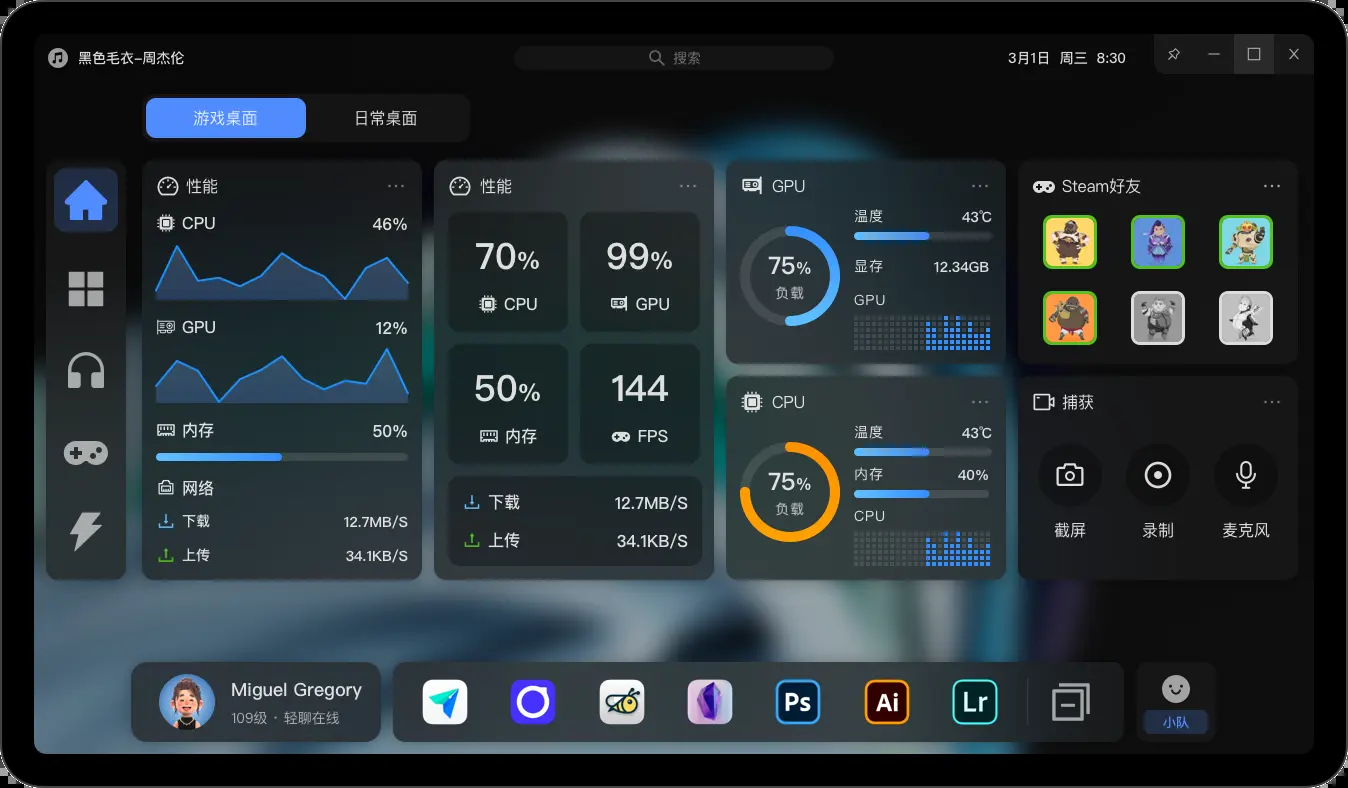 黑色毛衣-周杰伦
搜索
3月1日 周三 8:30
游戏桌面
日常桌面
性能
CPU
46%
GPU
12%
内存
50%
网络
下载
12.7MB/S
上传
34.1KB/S
性能
70%
CPU
99%
GPU
50%
内存
144
FPS
下载
12.7MB/S
上传
34.1KB/S
GPU
75%
负载
温度
43℃
显存
12.34GB
GPU
CPU
75%
负载
温度
43℃
内存
40%
CPU
Steam好友
捕获
截屏
录制
麦克风
Miguel Gregory
109级 · 轻聊在线
Ps
Ai
Lr
小队